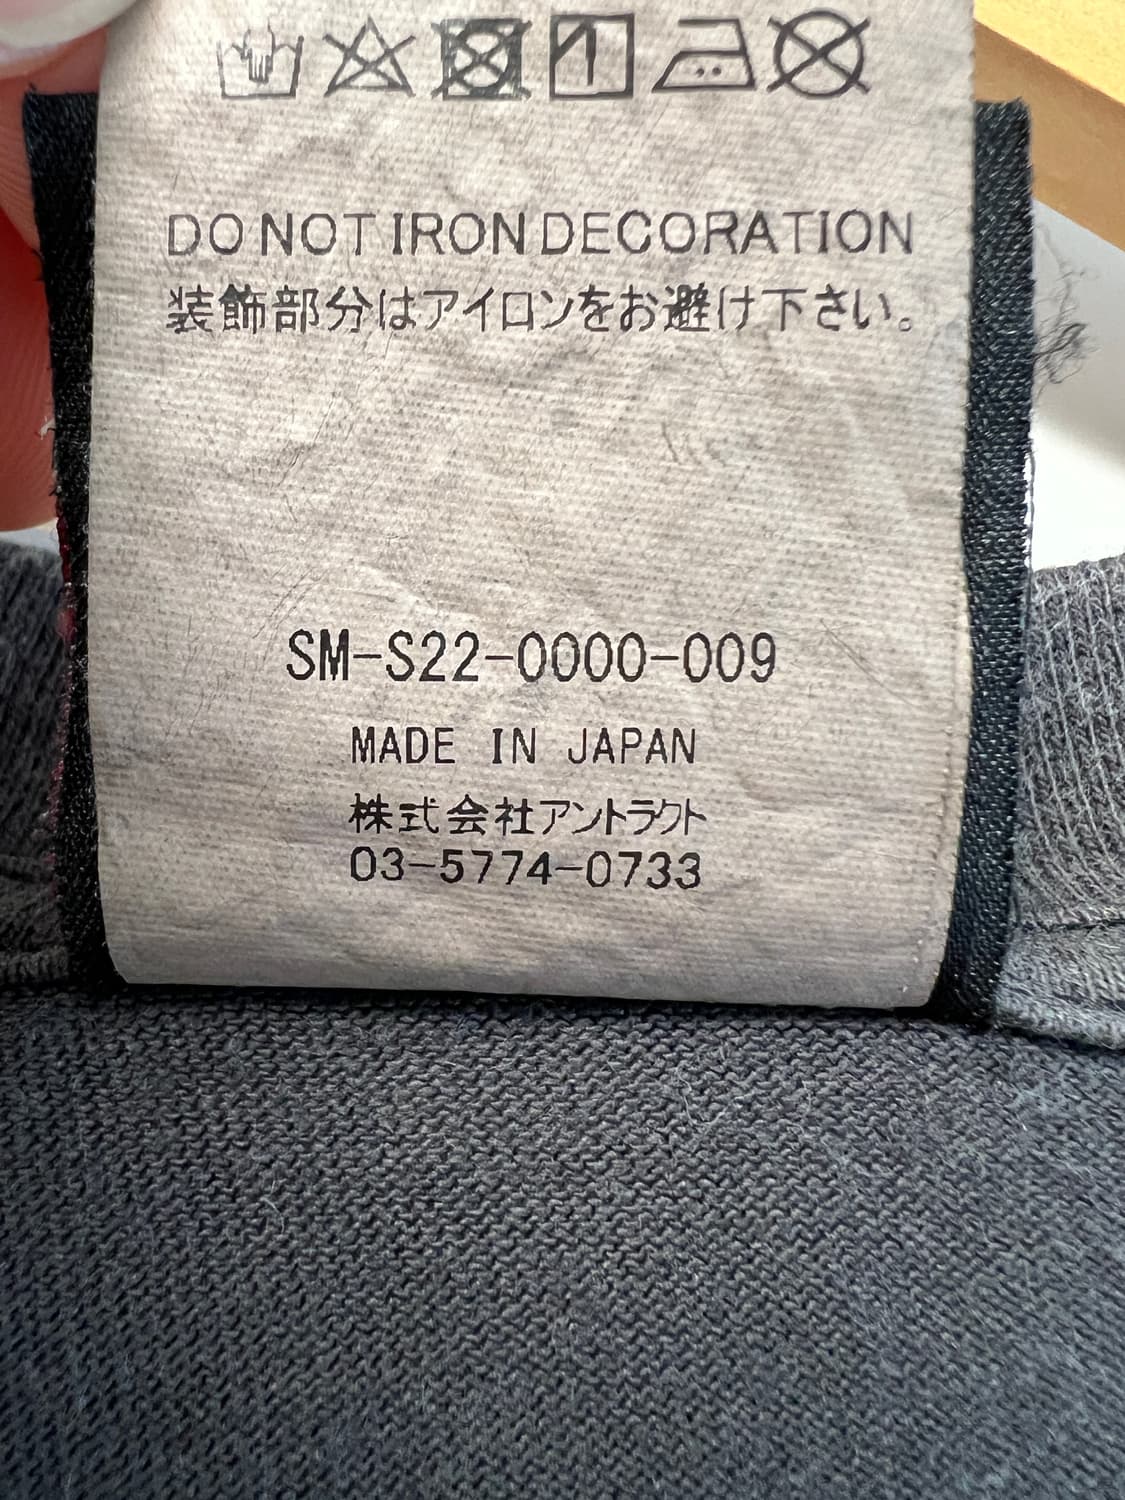 DO NOT IRON DECORATION
装飾部分はアイロンをお避け下さい。
SM-S22-0000-009
MADE IN JAPAN
株式会社アントラクト
03-5774-0733